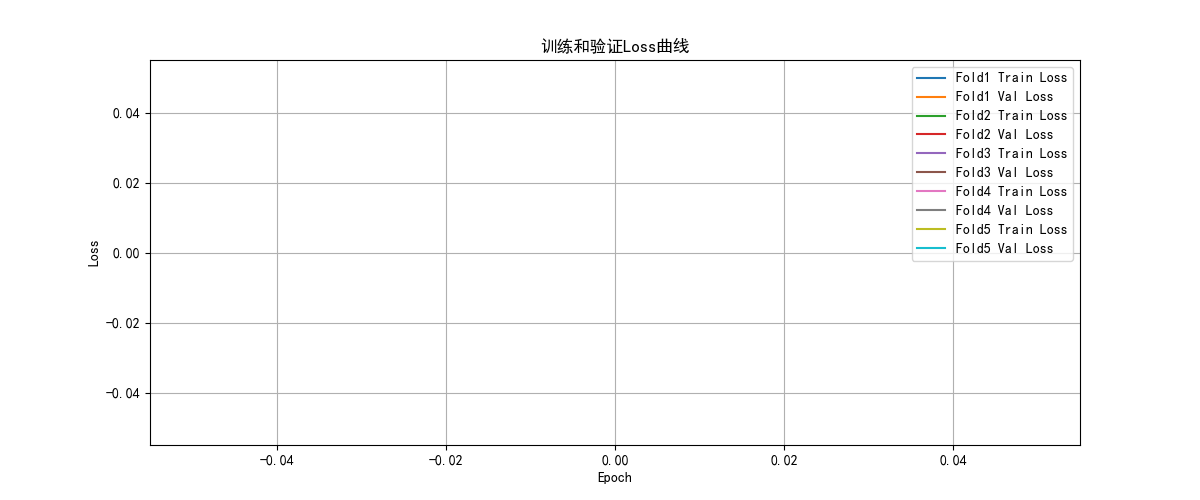 训练和验证Loss曲线
Fold1 Train Loss
Fold1 Val Loss
Fold2 Train Loss
Fold2 Val Loss
Fold3 Train Loss
Fold3 Val Loss
Fold4 Train Loss
Fold4 Val Loss
Fold5 Train Loss
Fold5 Val Loss
0.04
0.02
0.00
−0.02
−0.04
Loss
−0.04
−0.02
0.00
0.02
0.04
Epoch